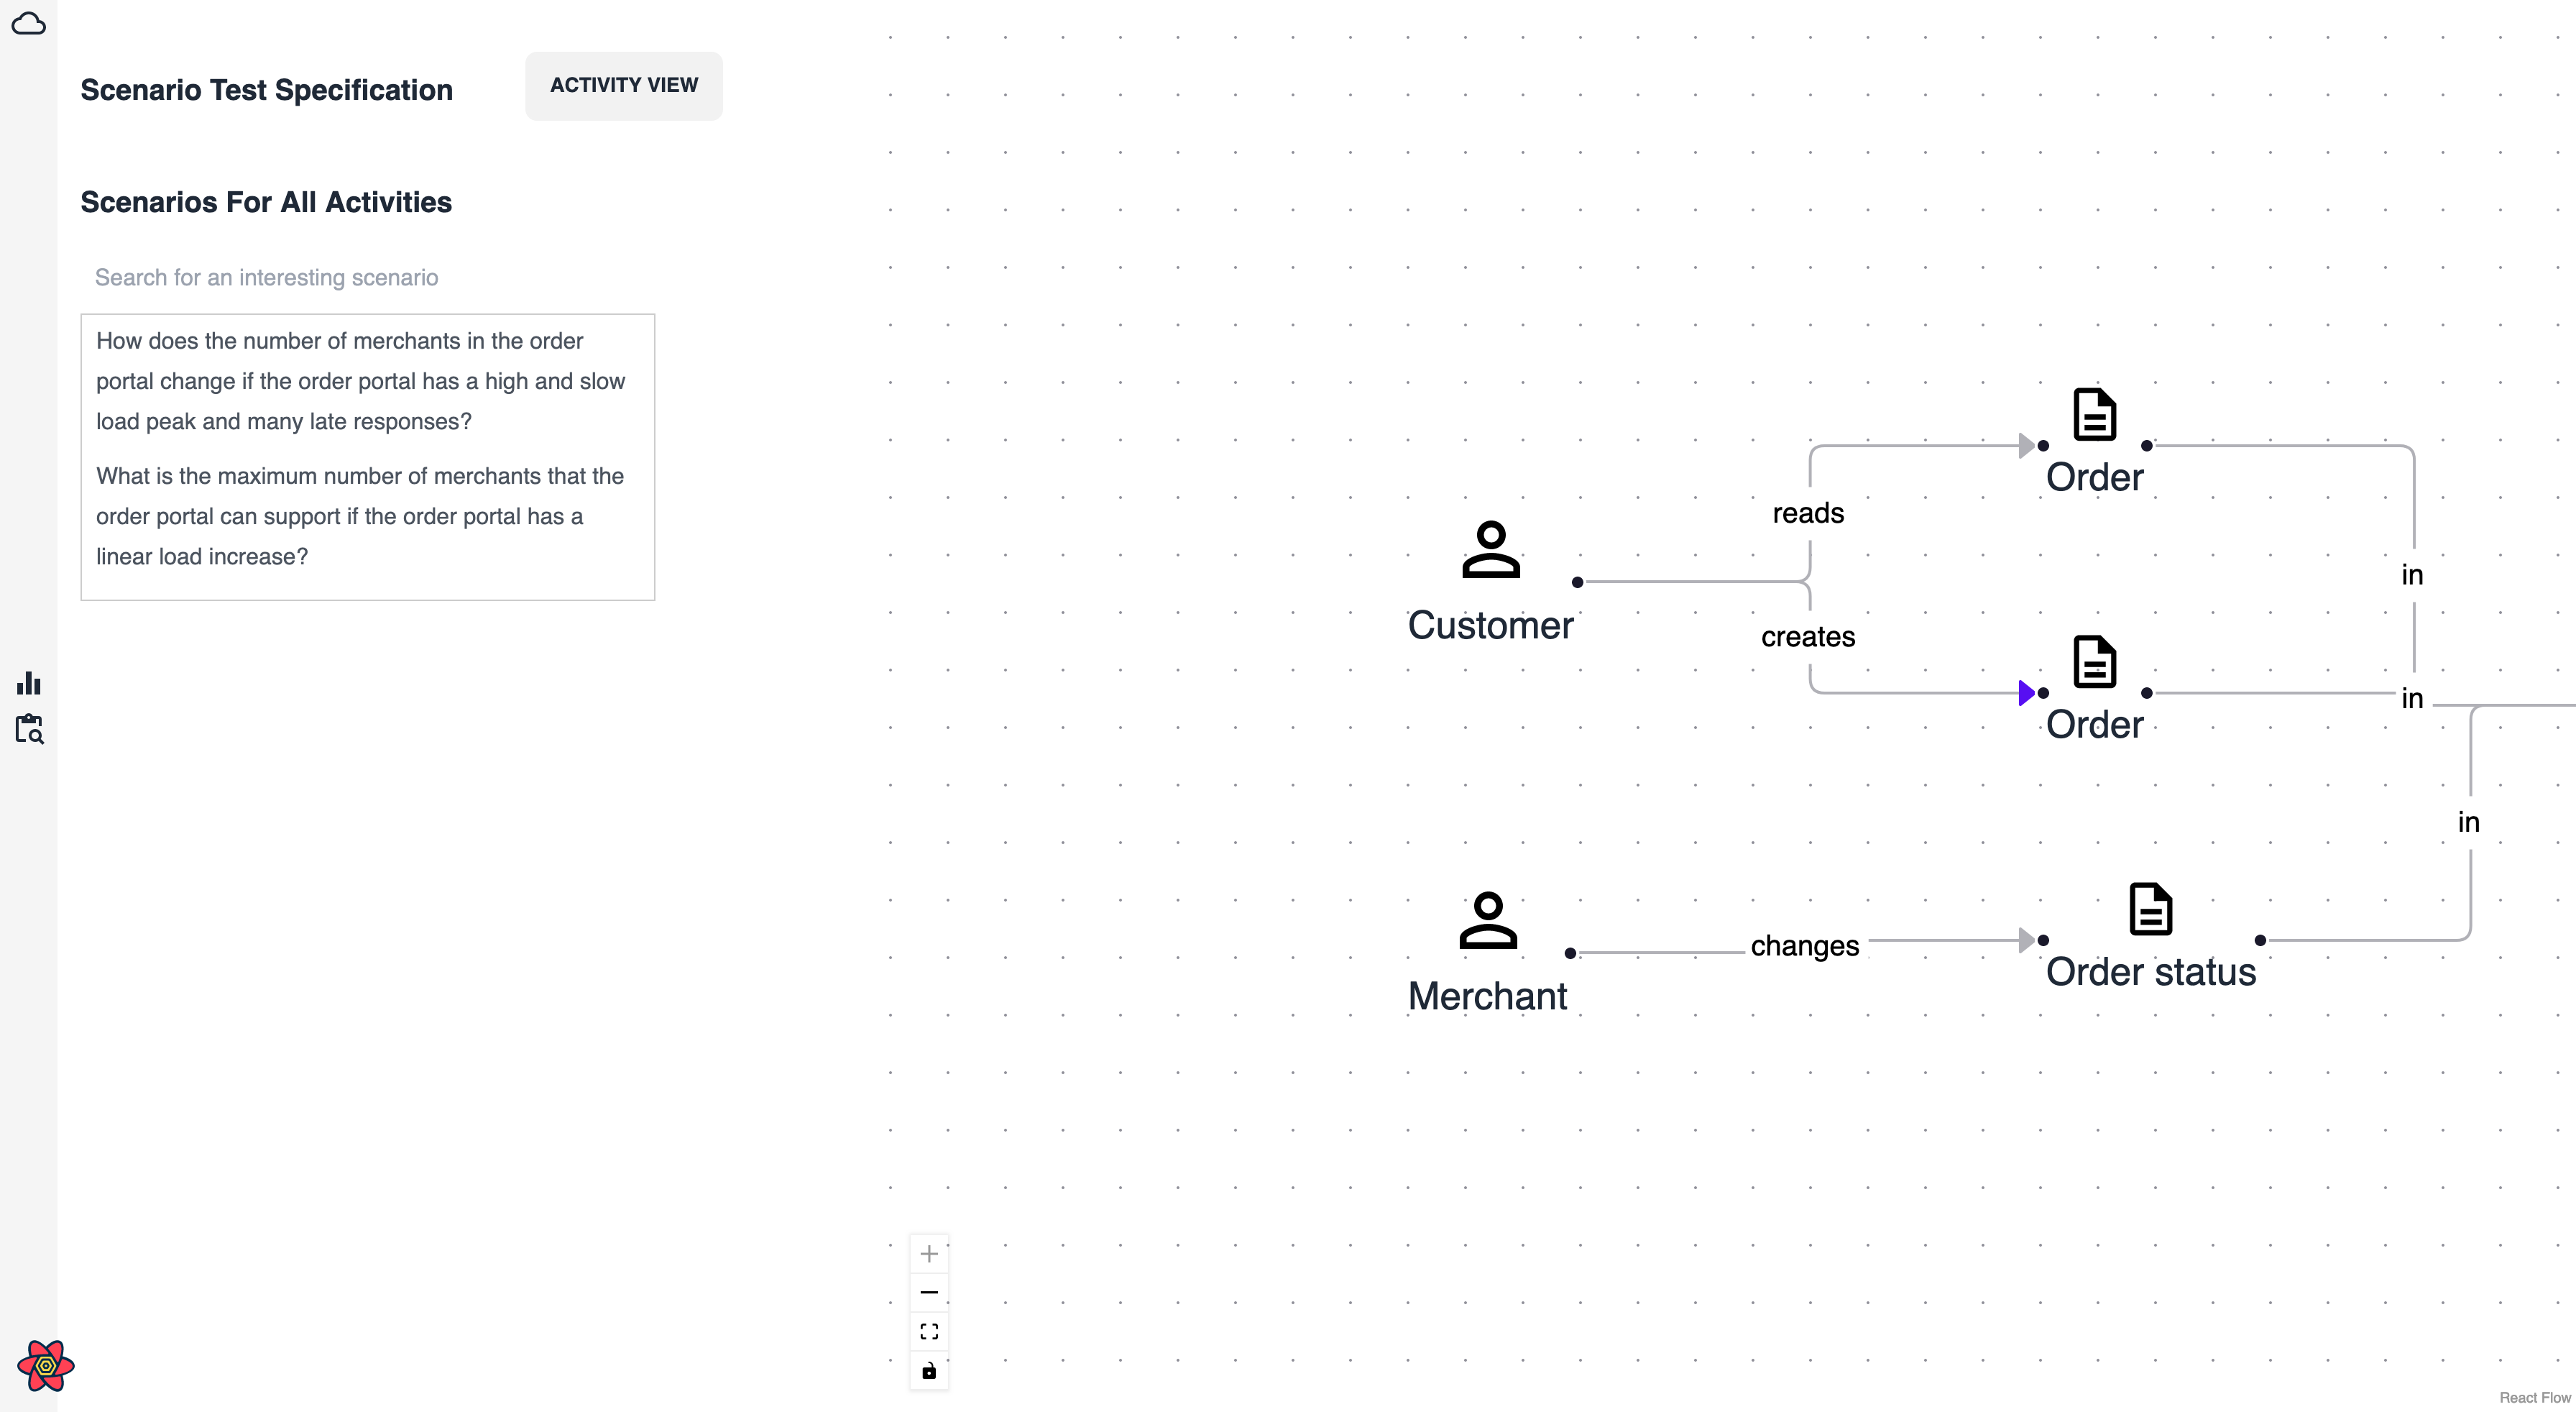 Scenario Test Specification
ACTIVITY VIEW
Scenarios For All Activities
Search for an interesting scenario
How does the number of merchants in the order
portal change if the order portal has a high and slow
load peak and many late responses?
What is the maximum number of merchants that the
order portal can support if the order portal has a
linear load increase?
Order
reads
Customer
in
creates
in
Order
in
changes
Merchant
Order status
React Flow